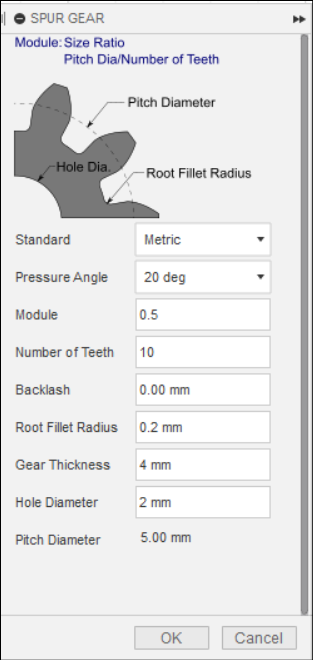 SPUR GEAR
Module: Size Ratio
Pitch Dia/Number of Teeth
Pitch Diameter
Hole Dia.
Root Fillet Radius
Standard Metric
Pressure Angle 20 deg
Module 0.5
Number of Teeth 10
Backlash 0.00 mm
Root Fillet Radius 0.2 mm
Gear Thickness 4 mm
Hole Diameter 2 mm
Pitch Diameter 5.00 mm
OK Cancel